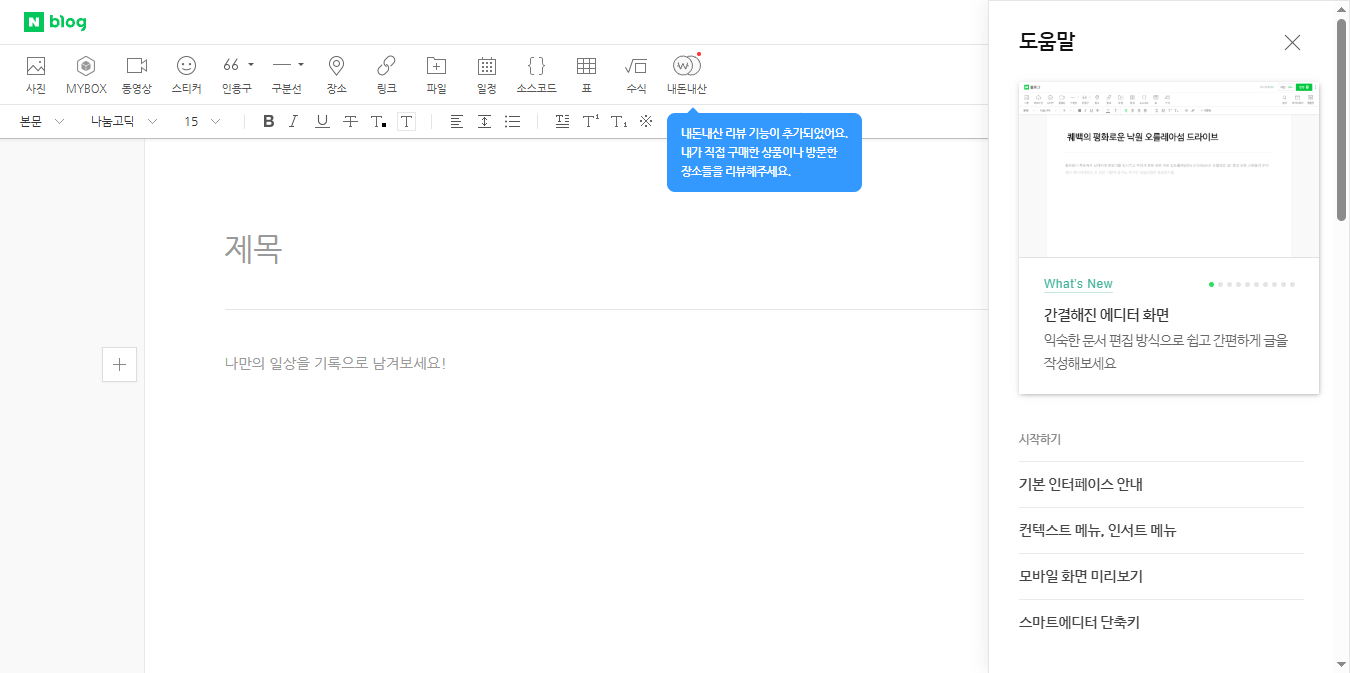 N blog
사진 MYBOX 동영상 스티커 66 인용구 구분선 장소 링크 파일 일정 소스코드 표 수식 내돈내산
본문 나눔고딕 15 B I U T T. T T¹ T₁ ※
내돈내산 리뷰 기능이 추가되었어요.
내가 직접 구매한 상품이나 방문한
장소들을 리뷰해주세요.
제목
나만의 일상을 기록으로 남겨보세요!
도움말
퀘백의 평화로운 낙원 오를레아섬 드라이브
What's New
간결해진 에디터 화면
익숙한 문서 편집 방식으로 쉽고 간편하게 글을
작성해보세요
시작하기
기본 인터페이스 안내
컨텍스트 메뉴, 인서트 메뉴
모바일 화면 미리보기
스마트에디터 단축키